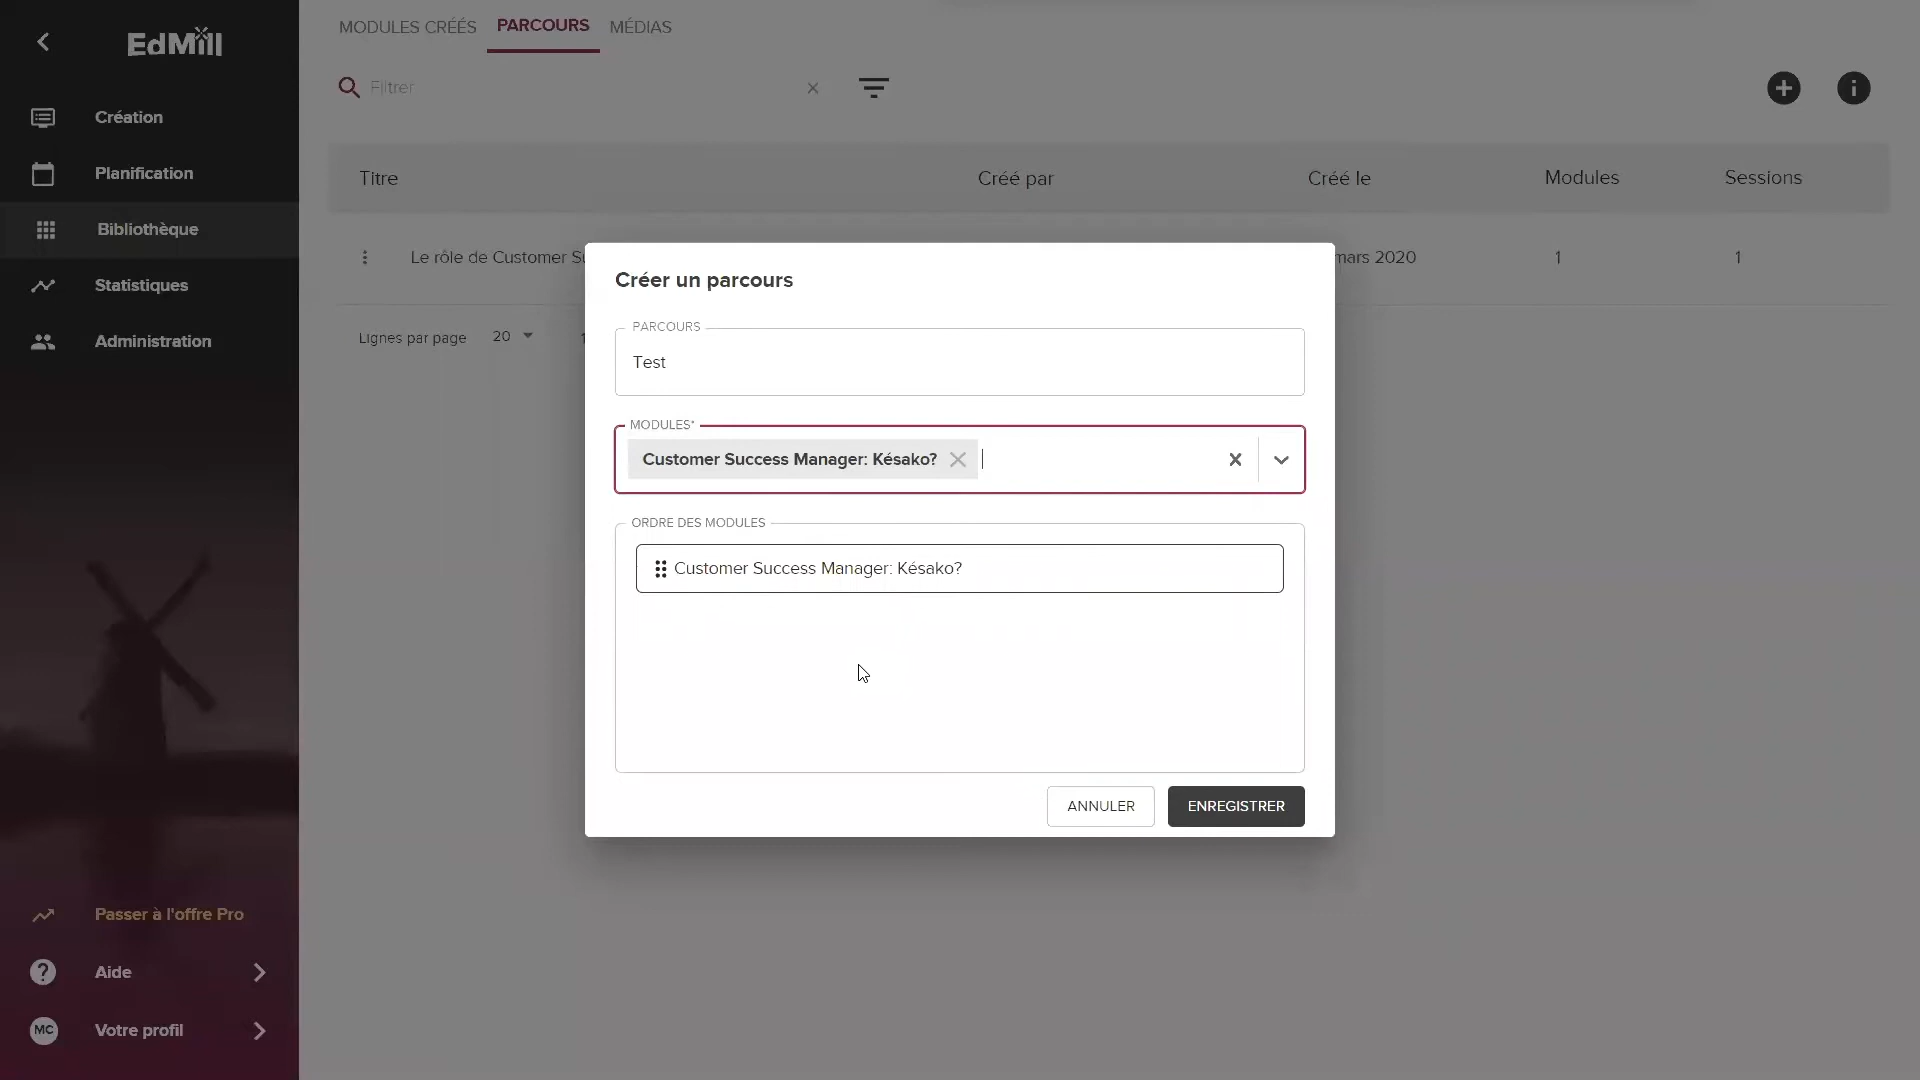 EdMill
Création
Planification
Bibliothèque
Statistiques
Administration
Passer à l'offre Pro
Aide
MC
Votre profil
MODULES CRÉÉS
PARCOURS
MÉDIAS
Filtrer
Titre
Créé par
Créé le
Modules
Sessions
Le rôle de Customer
mars 2020
1
1
Lignes par page
20
Créer un parcours
PARCOURS
Test
MODULES*
Customer Success Manager: Késako?
ORDRE DES MODULES
Customer Success Manager: Késako?
ANNULER
ENREGISTRER